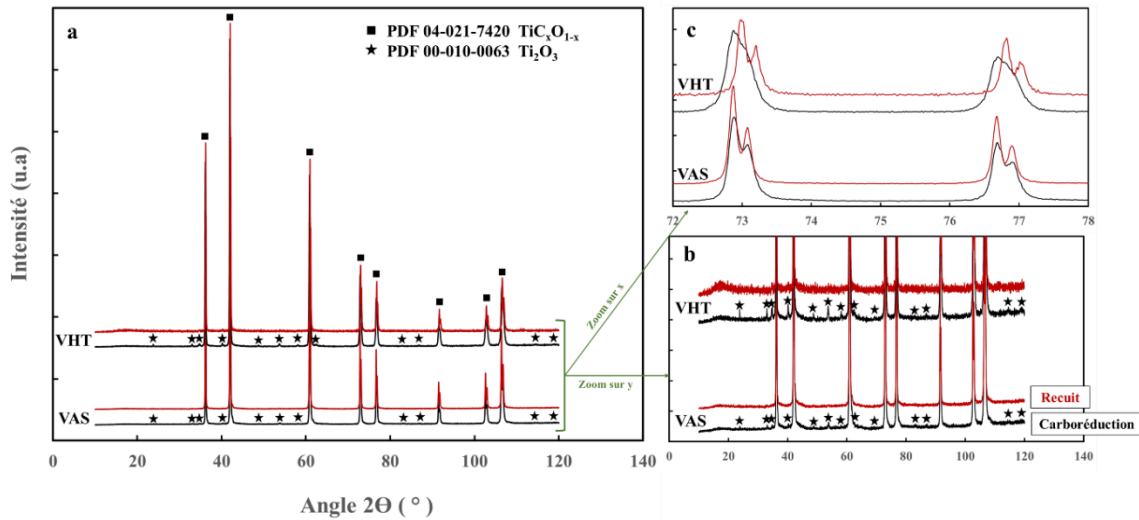 a
■ PDF 04-021-7420 TiCₓO₁₋ₓ
★ PDF 00-010-0063 Ti₂O₃
Intensité (u.a)
VHT
VAS
0 20 40 60 80 100 120 140
Angle 2Ɵ ( ° )
Zoom sur x
Zoom sur y
c
VHT
VAS
72 73 74 75 76 77 78
b
VHT
VAS
Recuit
Carboréduction
0 20 40 60 80 100 120 140